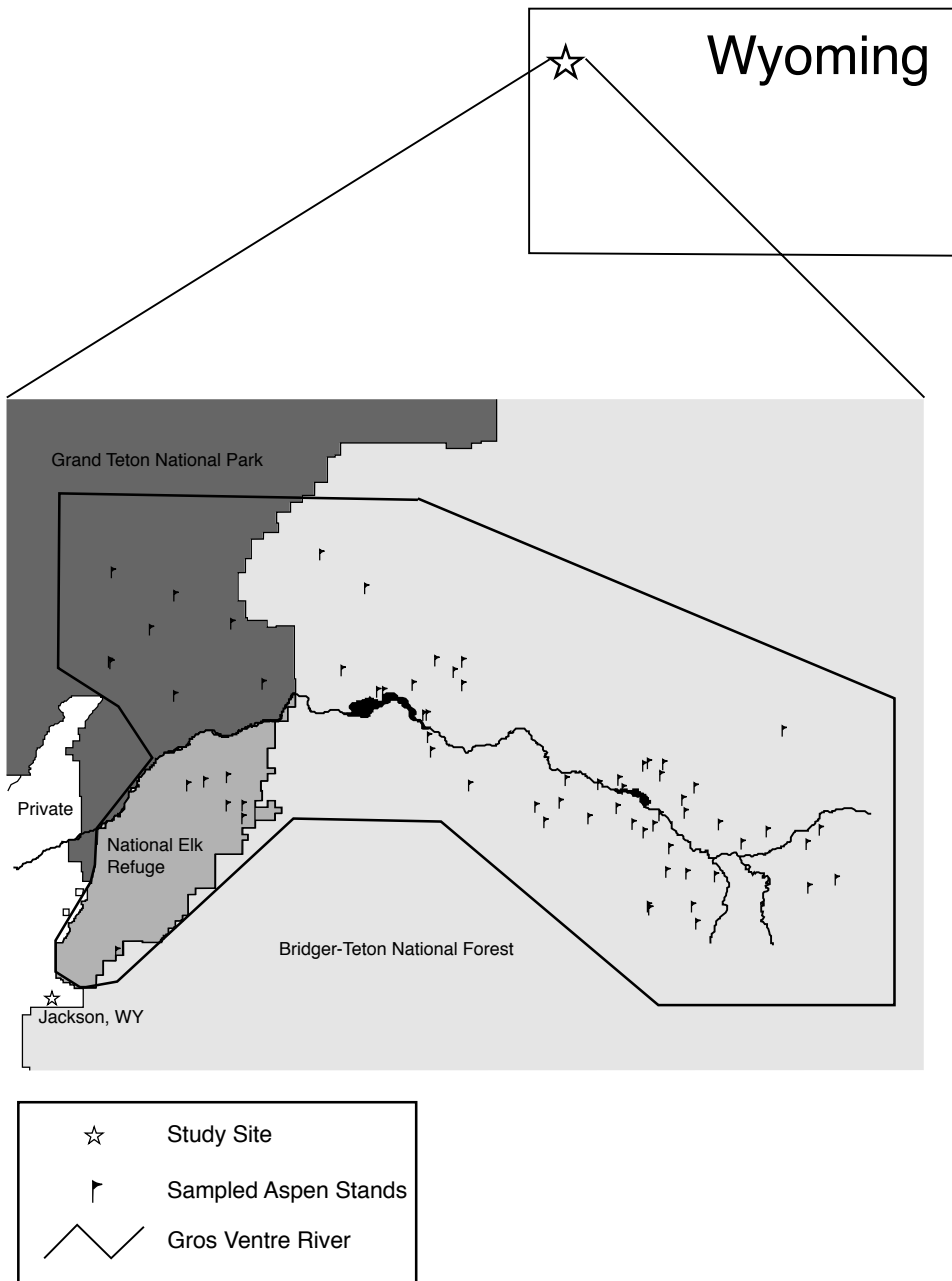 Wyoming
Grand Teton National Park
Private
National Elk
Refuge
Bridger-Teton National Forest
Jackson, WY
Study Site
Sampled Aspen Stands
Gros Ventre River